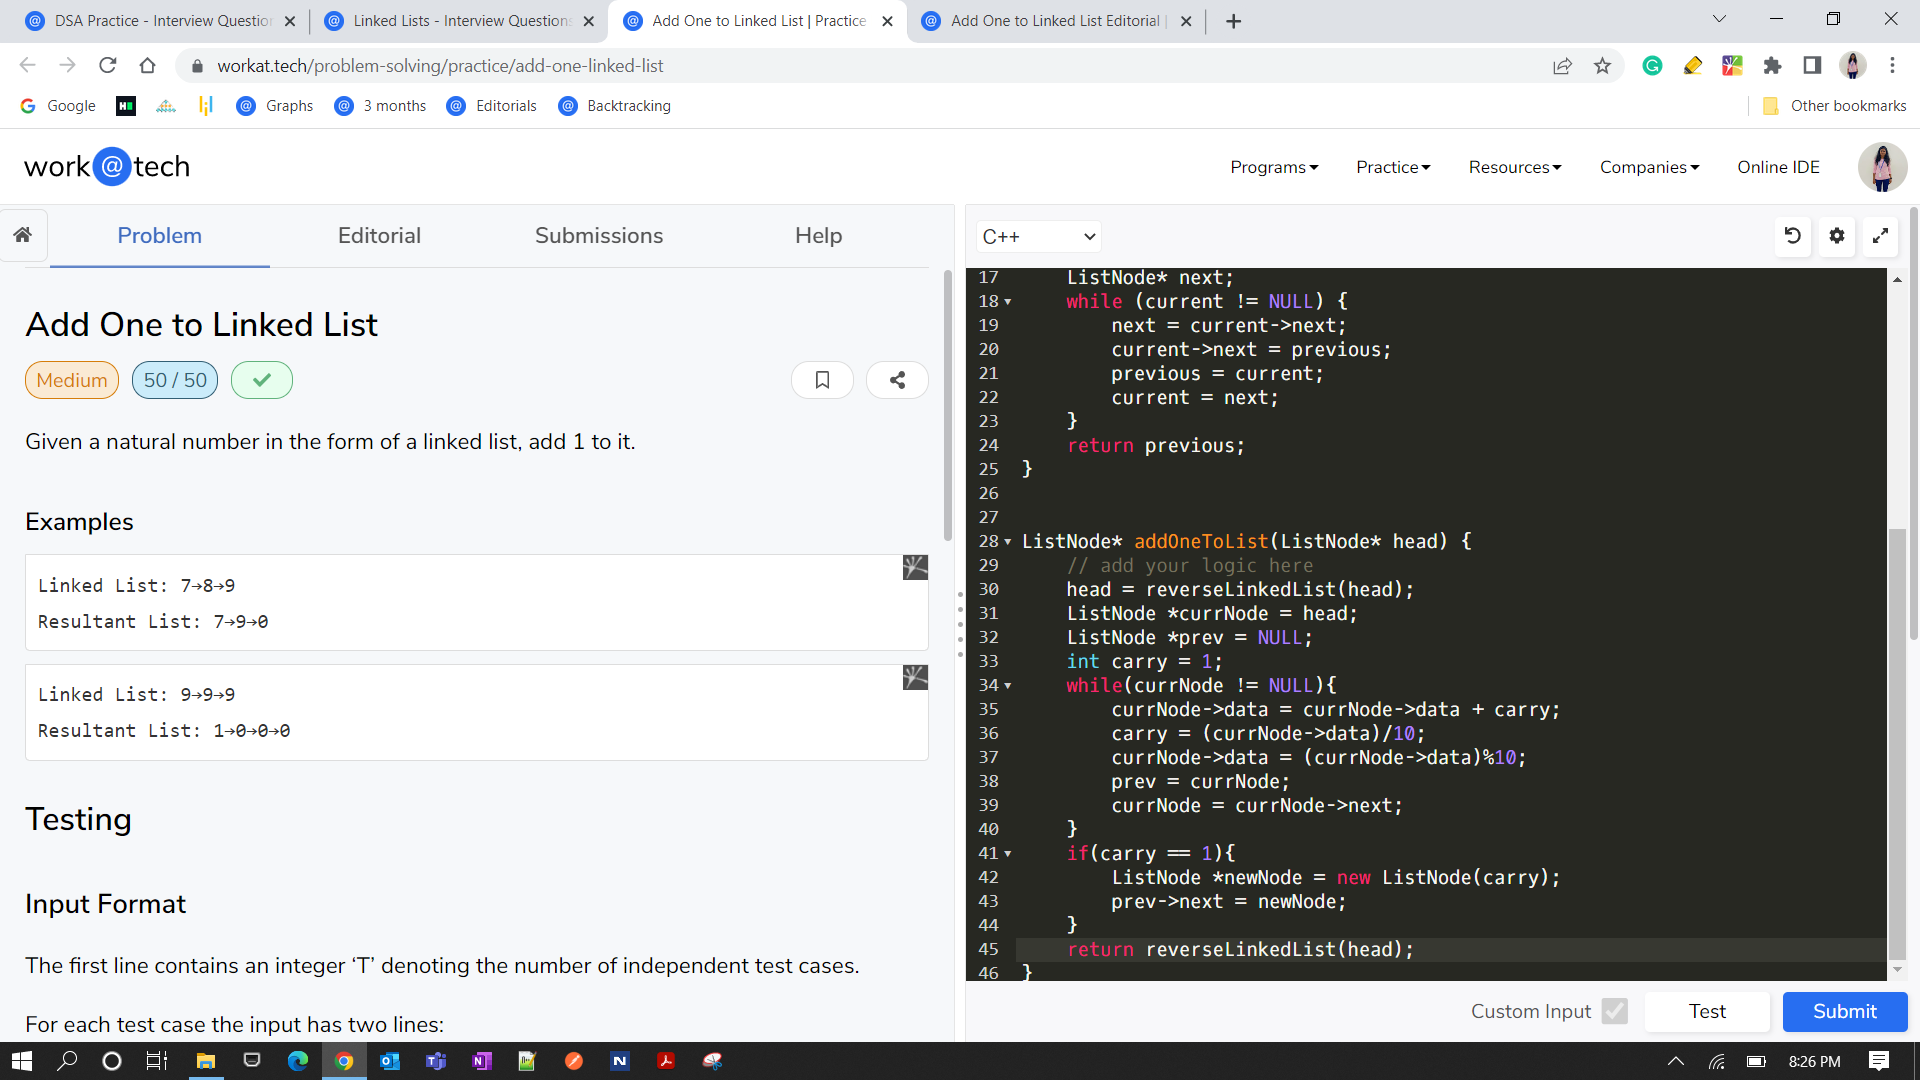 DSA Practice - Interview Question
Linked Lists - Interview Questions
Add One to Linked List | Practice
Add One to Linked List Editorial |
workat.tech/problem-solving/practice/add-one-linked-list
Google
Graphs
3 months
Editorials
Backtracking
Other bookmarks
work@tech
Programs
Practice
Resources
Companies
Online IDE
Problem
Editorial
Submissions
Help
Add One to Linked List
Medium
50 / 50
Given a natural number in the form of a linked list, add 1 to it.
Examples
Linked List: 7→8→9
Resultant List: 7→9→0
Linked List: 9→9→9
Resultant List: 1→0→0→0
Testing
Input Format
The first line contains an integer ‘T’ denoting the number of independent test cases.
For each test case the input has two lines:
C++
17 ListNode* next;
18 while (current != NULL) {
19 next = current->next;
20 current->next = previous;
21 previous = current;
22 current = next;
23 }
24 return previous;
25 }
26
27
28 ListNode* addOneToList(ListNode* head) {
29 // add your logic here
30 head = reverseLinkedList(head);
31 ListNode *currNode = head;
32 ListNode *prev = NULL;
33 int carry = 1;
34 while(currNode != NULL){
35 currNode->data = currNode->data + carry;
36 carry = (currNode->data)/10;
37 currNode->data = (currNode->data)%10;
38 prev = currNode;
39 currNode = currNode->next;
40 }
41 if(carry == 1){
42 ListNode *newNode = new ListNode(carry);
43 prev->next = newNode;
44 }
45 return reverseLinkedList(head);
46 }
Custom Input
Test
Submit
8:26 PM